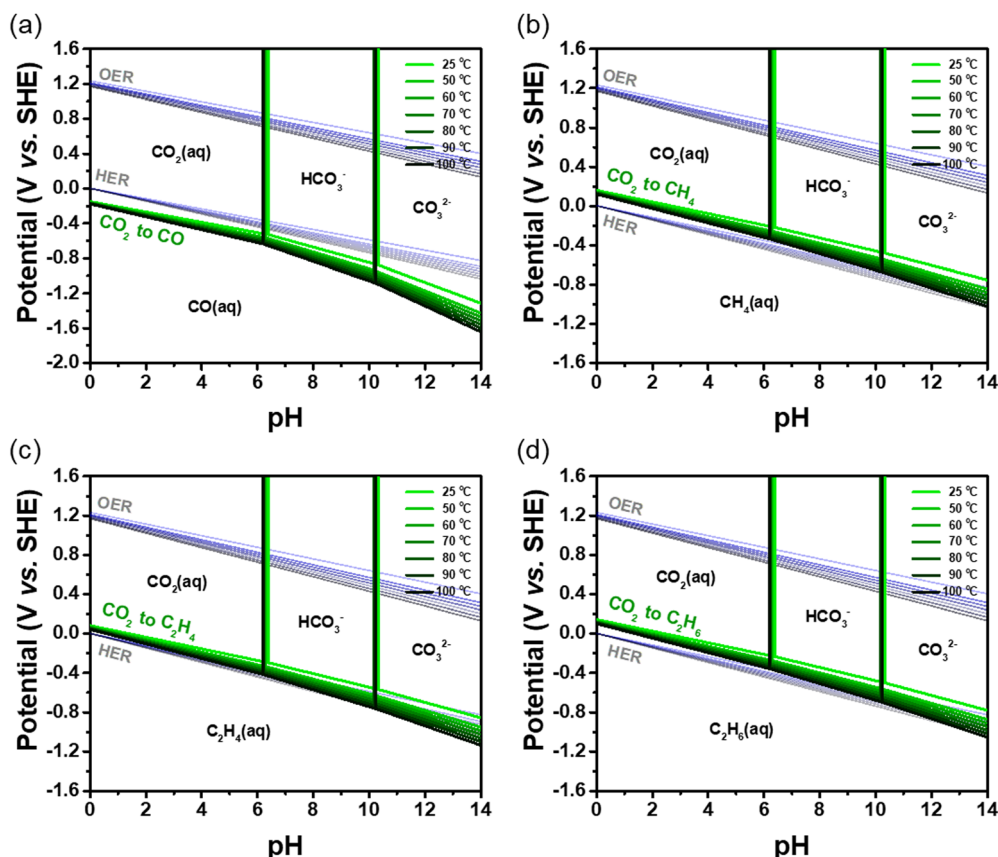 (a)
Potential (V vs. SHE)
1.6
1.2
0.8
0.4
0.0
-0.4
-0.8
-1.2
-1.6
-2.0
OER
CO₂(aq)
HCO₃⁻
CO₃²⁻
HER
CO₂ to CO
CO(aq)
25 °C
50 °C
60 °C
70 °C
80 °C
90 °C
100 °C
0 2 4 6 8 10 12 14
pH
(b)
Potential (V vs. SHE)
1.6
1.2
0.8
0.4
0.0
-0.4
-0.8
-1.2
-1.6
OER
CO₂(aq)
HCO₃⁻
CO₃²⁻
CO₂ to CH₄
HER
CH₄(aq)
25 °C
50 °C
60 °C
70 °C
80 °C
90 °C
100 °C
0 2 4 6 8 10 12 14
pH
(c)
Potential (V vs. SHE)
1.6
1.2
0.8
0.4
0.0
-0.4
-0.8
-1.2
-1.6
OER
CO₂(aq)
HCO₃⁻
CO₃²⁻
CO₂ to C₂H₄
HER
C₂H₄(aq)
25 °C
50 °C
60 °C
70 °C
80 °C
90 °C
100 °C
0 2 4 6 8 10 12 14
pH
(d)
Potential (V vs. SHE)
1.6
1.2
0.8
0.4
0.0
-0.4
-0.8
-1.2
-1.6
OER
CO₂(aq)
HCO₃⁻
CO₃²⁻
CO₂ to C₂H₆
HER
C₂H₆(aq)
25 °C
50 °C
60 °C
70 °C
80 °C
90 °C
100 °C
0 2 4 6 8 10 12 14
pH